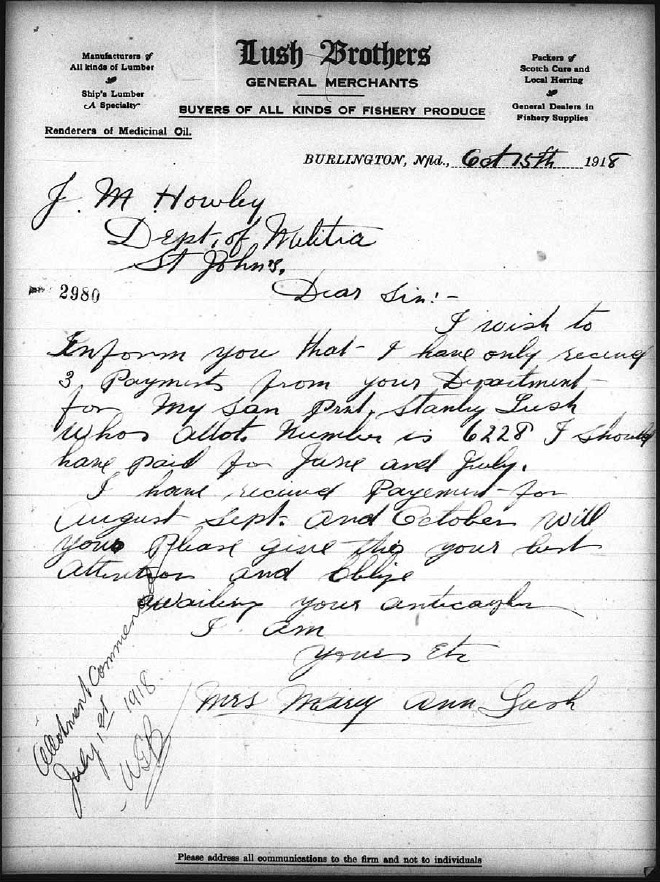 Manufacturers of
All kinds of Lumber
Ship's Lumber
A Specialty
Renderers of Medicinal Oil.
Lush Brothers
GENERAL MERCHANTS
BUYERS OF ALL KINDS OF FISHERY PRODUCE
Packers of
Scotch Cure and
Local Herring
General Dealers in
Fishery Supplies
BURLINGTON, Nfld., Oct 15th 1918
J. M. Howley
Dept. of Militia
St John's.
2980
Dear Sir:-
I wish to
Inform you that I have only received
3 Payments from your Department
for My San Prvt. Stanly Lush
Whos Allot. Number is 6228 I should
have paid for June and July.
I have received Payement for
August Sept. and October will
you Please give this your best
Attention and Oblige
awaiting your
I am
Yours Etc
Mrs Mary Ann Lush
Allotment Commenced
July 1st 1918
Please address all communications to the firm and not to individuals